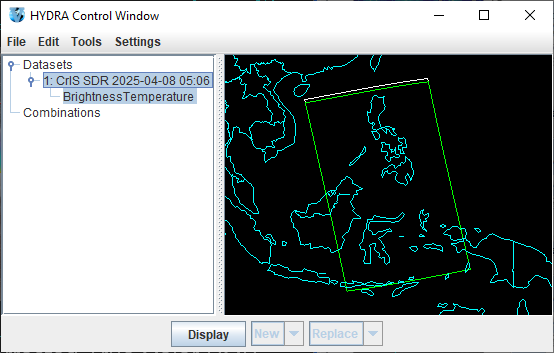 HYDRA Control Window
File Edit Tools Settings
Datasets
1: CrIS SDR 2025-04-08 05:06
BrightnessTemperature
Combinations
Display New Replace